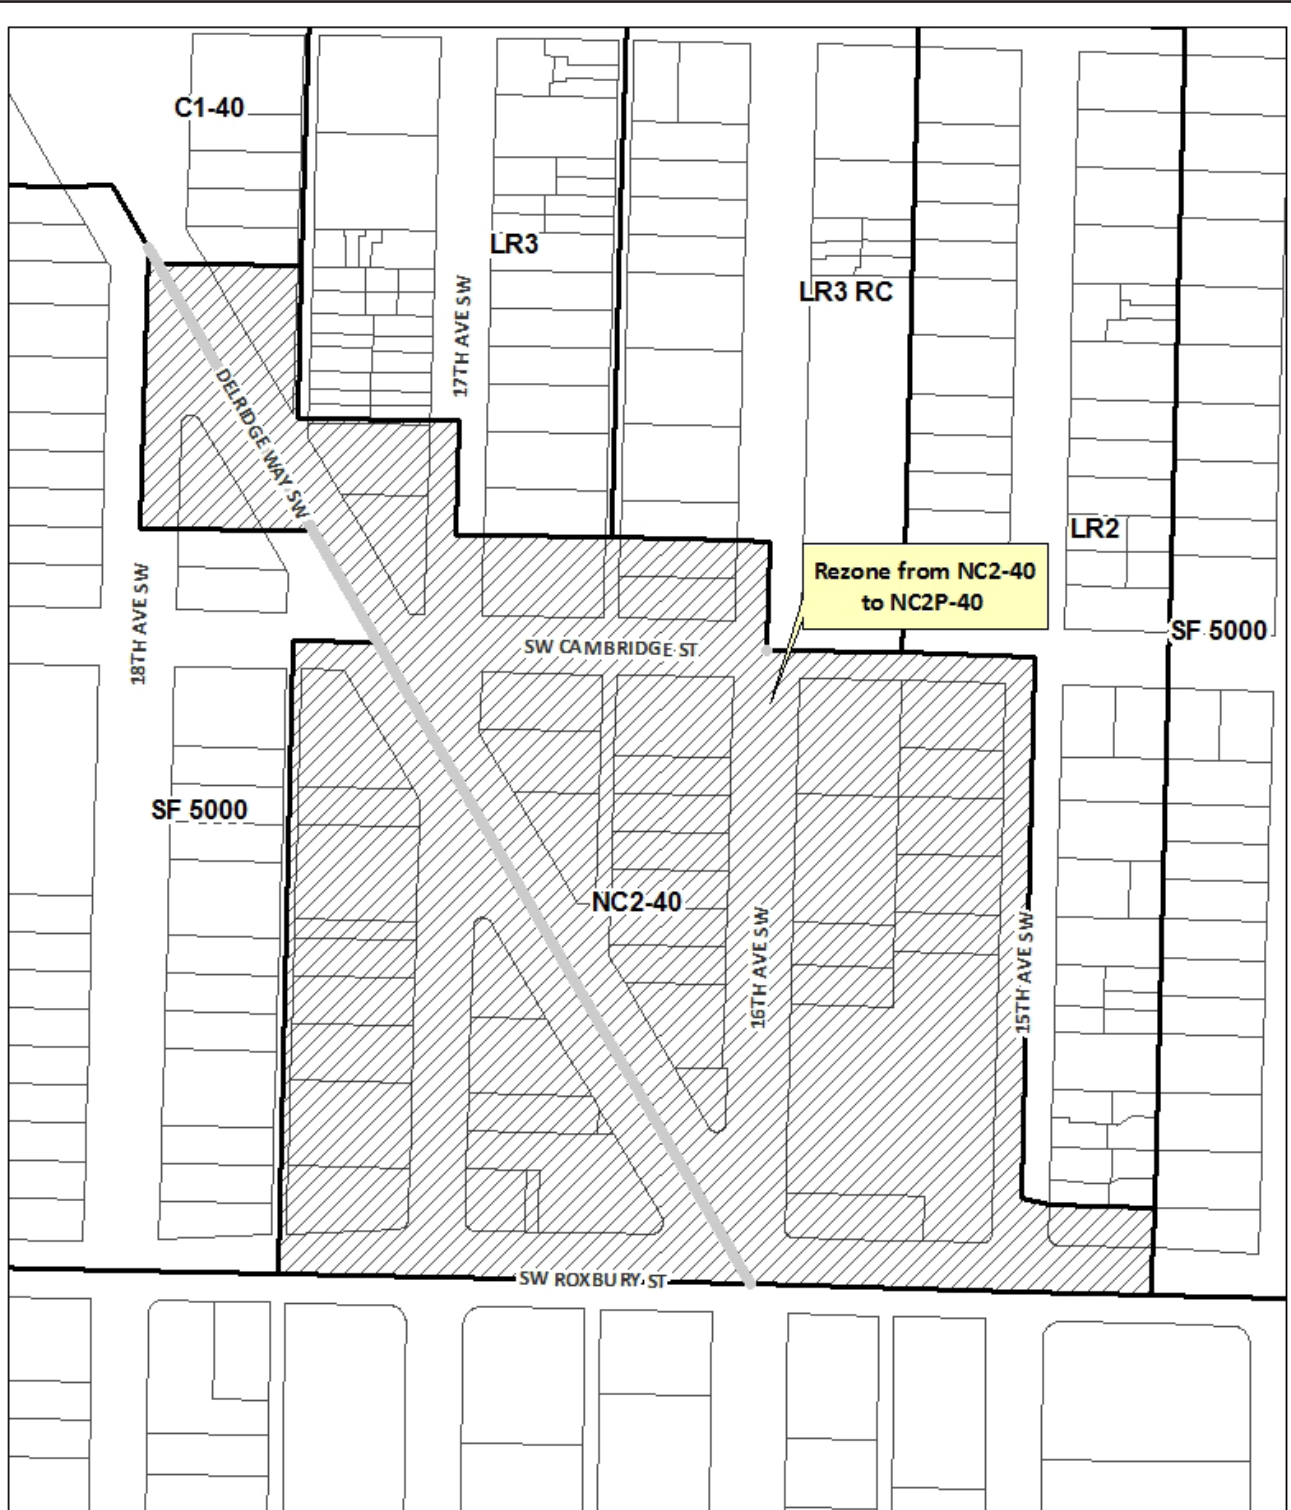 C1-40
LR3
LR3 RC
17TH AVE SW
DELRIDGE WAY SW
LR2
Rezone from NC2-40
to NC2P-40
18TH AVE SW
SW CAMBRIDGE ST
SF 5000
SF 5000
NC2-40
16TH AVE SW
15TH AVE SW
SW ROXBURY ST